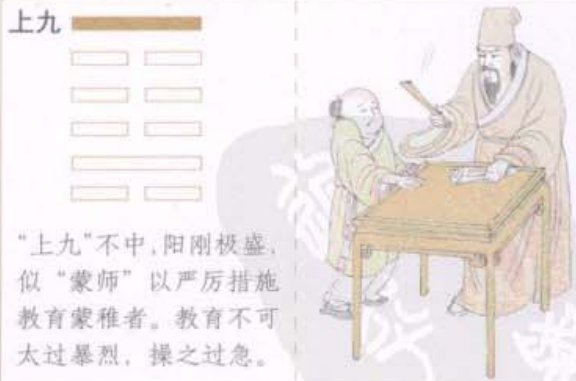 上九
“上九”不中，阳刚极盛，
似“蒙师”以严厉措施
教育蒙稚者。教育不可
太过暴烈，操之过急。